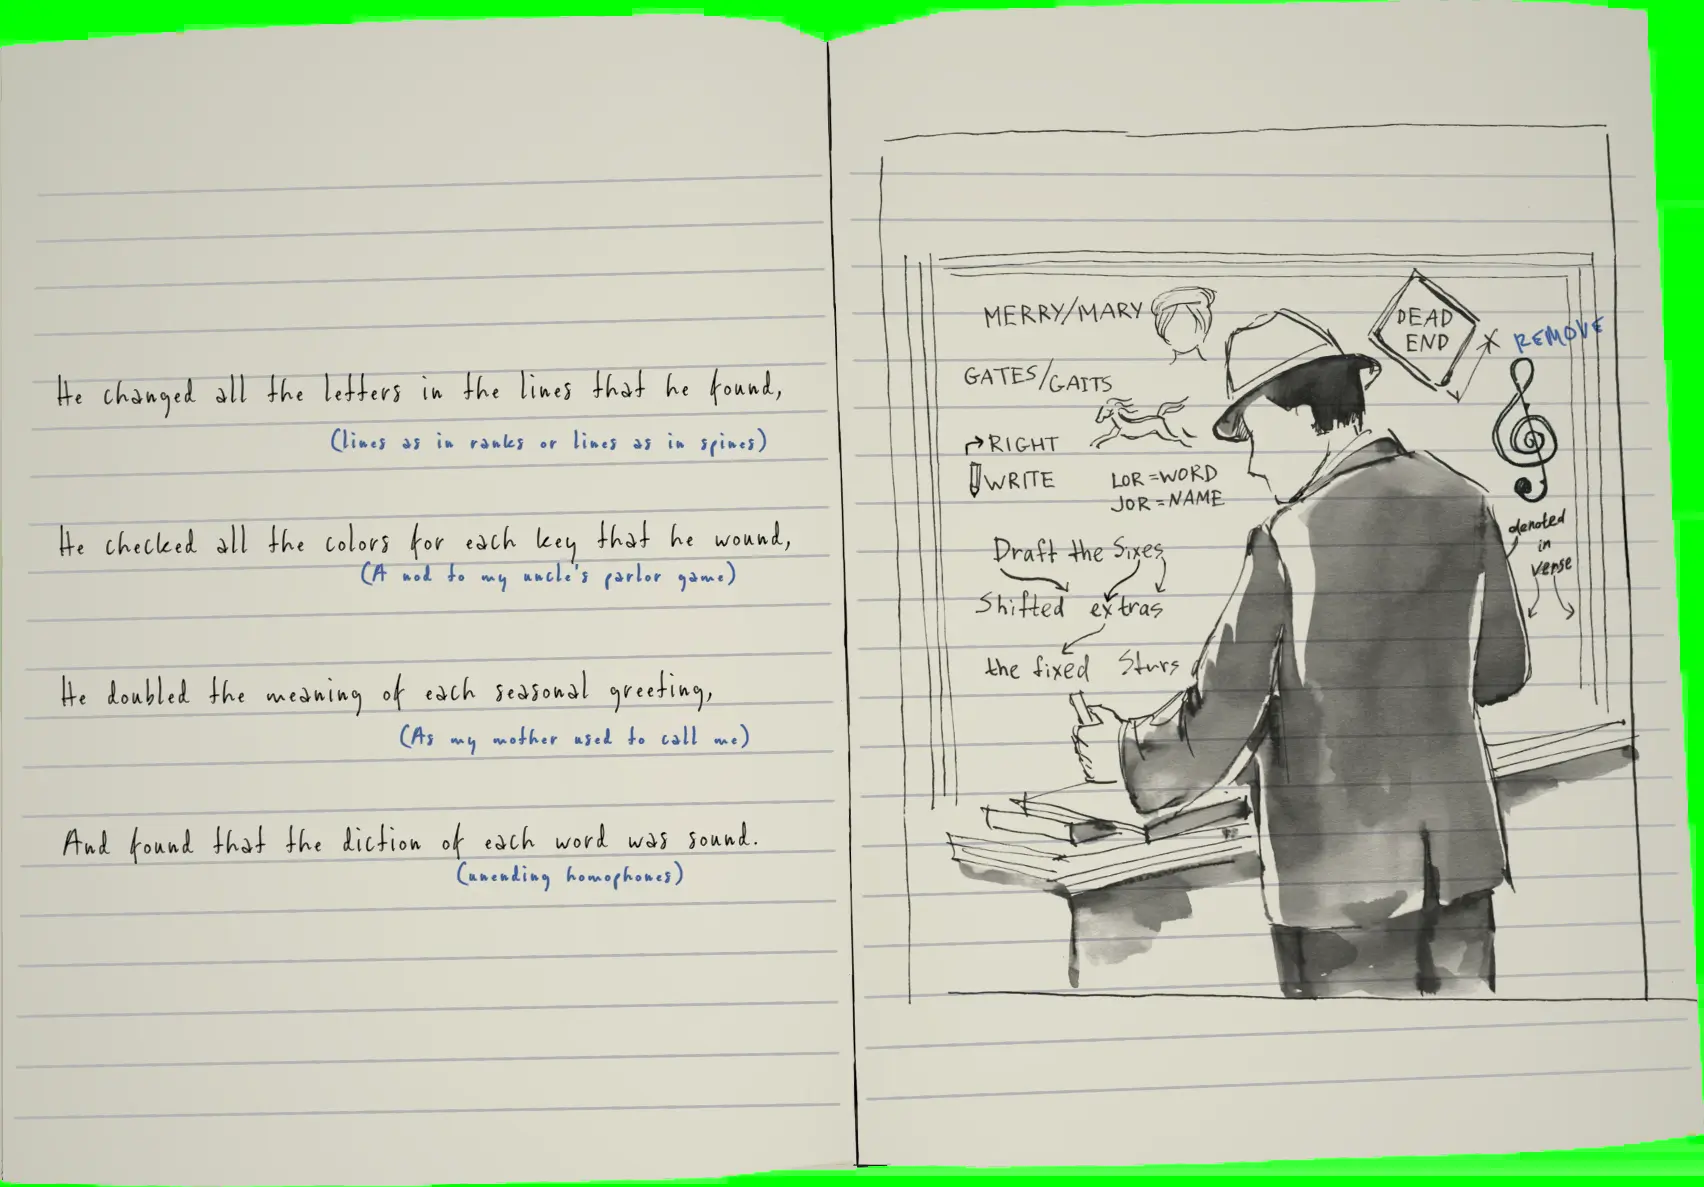 He changed all the letters in the lines that he found,
(lines as in ranks or lines as in spines)
He checked all the colors for each key that he wound,
(A nod to my uncle's parlor game)
He doubled the meaning of each seasonal greeting,
(As my mother used to call me)
And found that the diction of each word was sound.
(unending homophones)
MERRY/MARY
GATES/GAITS
RIGHT
WRITE
LOR=WORD
JOR=NAME
Draft the Sixes
Shifted extras
the fixed Sturs
DEAD
END
REMOVE
denoted
in
verse